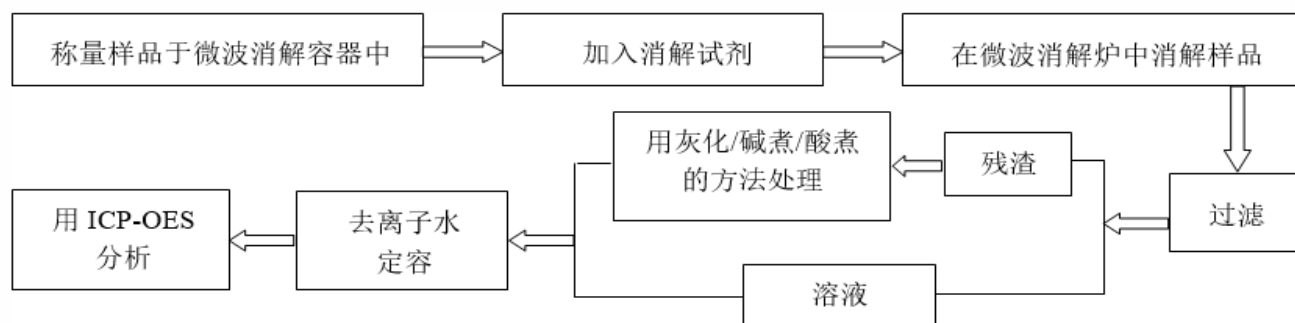 称量样品于微波消解容器中
加入消解试剂
在微波消解炉中消解样品
过滤
残渣
用灰化/碱煮/酸煮
的方法处理
溶液
去离子水
定容
用 ICP-OES
分析